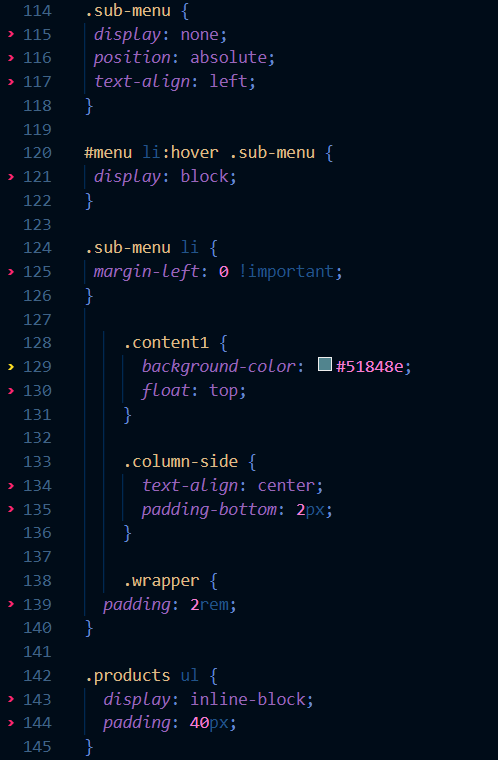 114 .sub-menu {
> 115 display: none;
> 116 position: absolute;
> 117 text-align: left;
118 }
119
120 #menu li:hover .sub-menu {
> 121 display: block;
122 }
123
124 .sub-menu li {
> 125 margin-left: 0 !important;
126 }
127
128 .content1 {
> 129 background-color: #51848e;
> 130 float: top;
131 }
132
133 .column-side {
> 134 text-align: center;
> 135 padding-bottom: 2px;
136 }
137
138 .wrapper {
> 139 padding: 2rem;
140 }
141
142 .products ul {
> 143 display: inline-block;
> 144 padding: 40px;
145 }